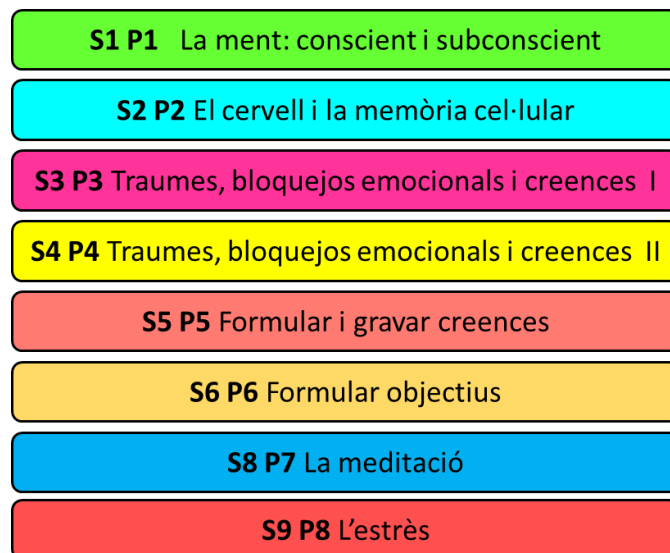 S1 P1 La ment: conscient i subconscient
S2 P2 El cervell i la memòria cel·lular
S3 P3 Traumes, bloquejos emocionals i creences I
S4 P4 Traumes, bloquejos emocionals i creences II
S5 P5 Formular i gravar creences
S6 P6 Formular objectius
S8 P7 La meditació
S9 P8 L'estrès